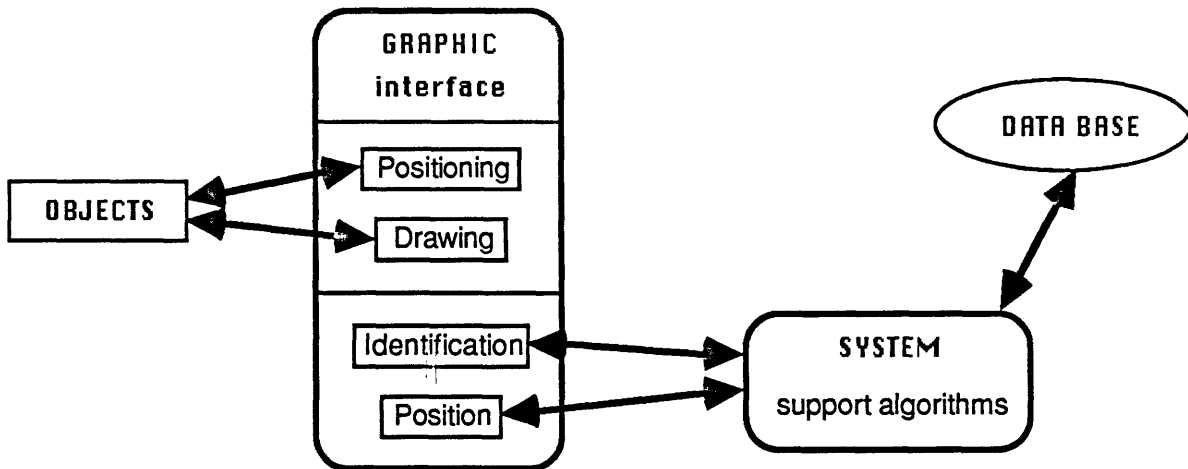 GRAPHIC
interface
DATA BASE
Positioning
OBJECTS
Drawing
Identification
SYSTEM
Position
support algorithms